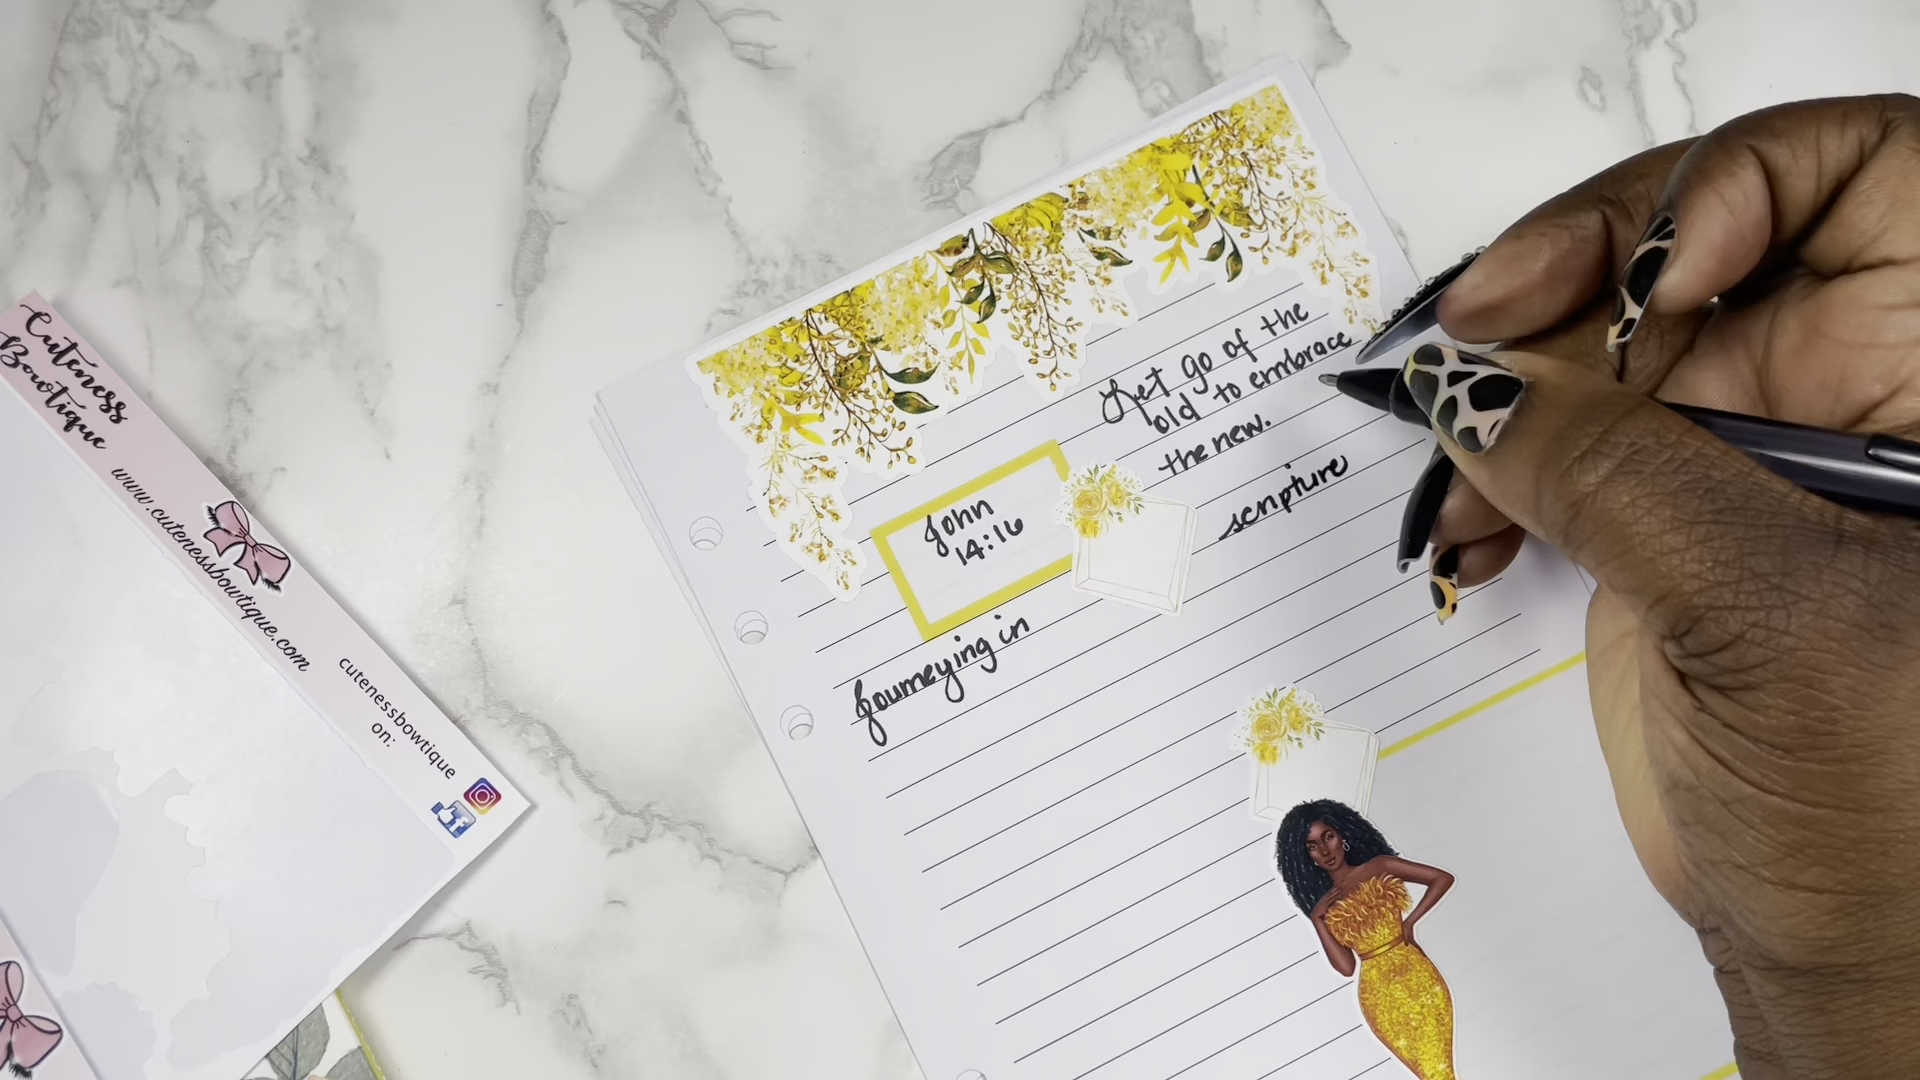 Cuteness
Bowtique
www.cutenessbowtique.com
cutenessbowtique
on:
f
Let go of the
old to embrace
the new.
scripture
John
14:16
Journeying in